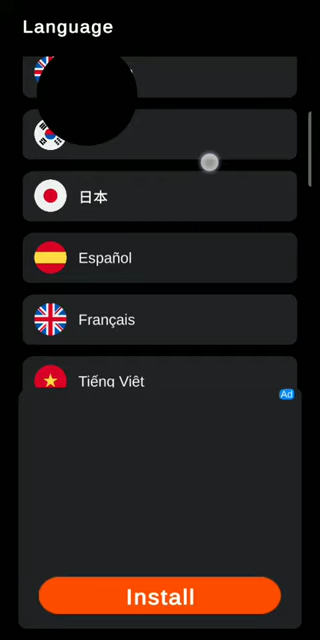 Language
日本
Español
Français
Tiếng Việt
Ad
Install